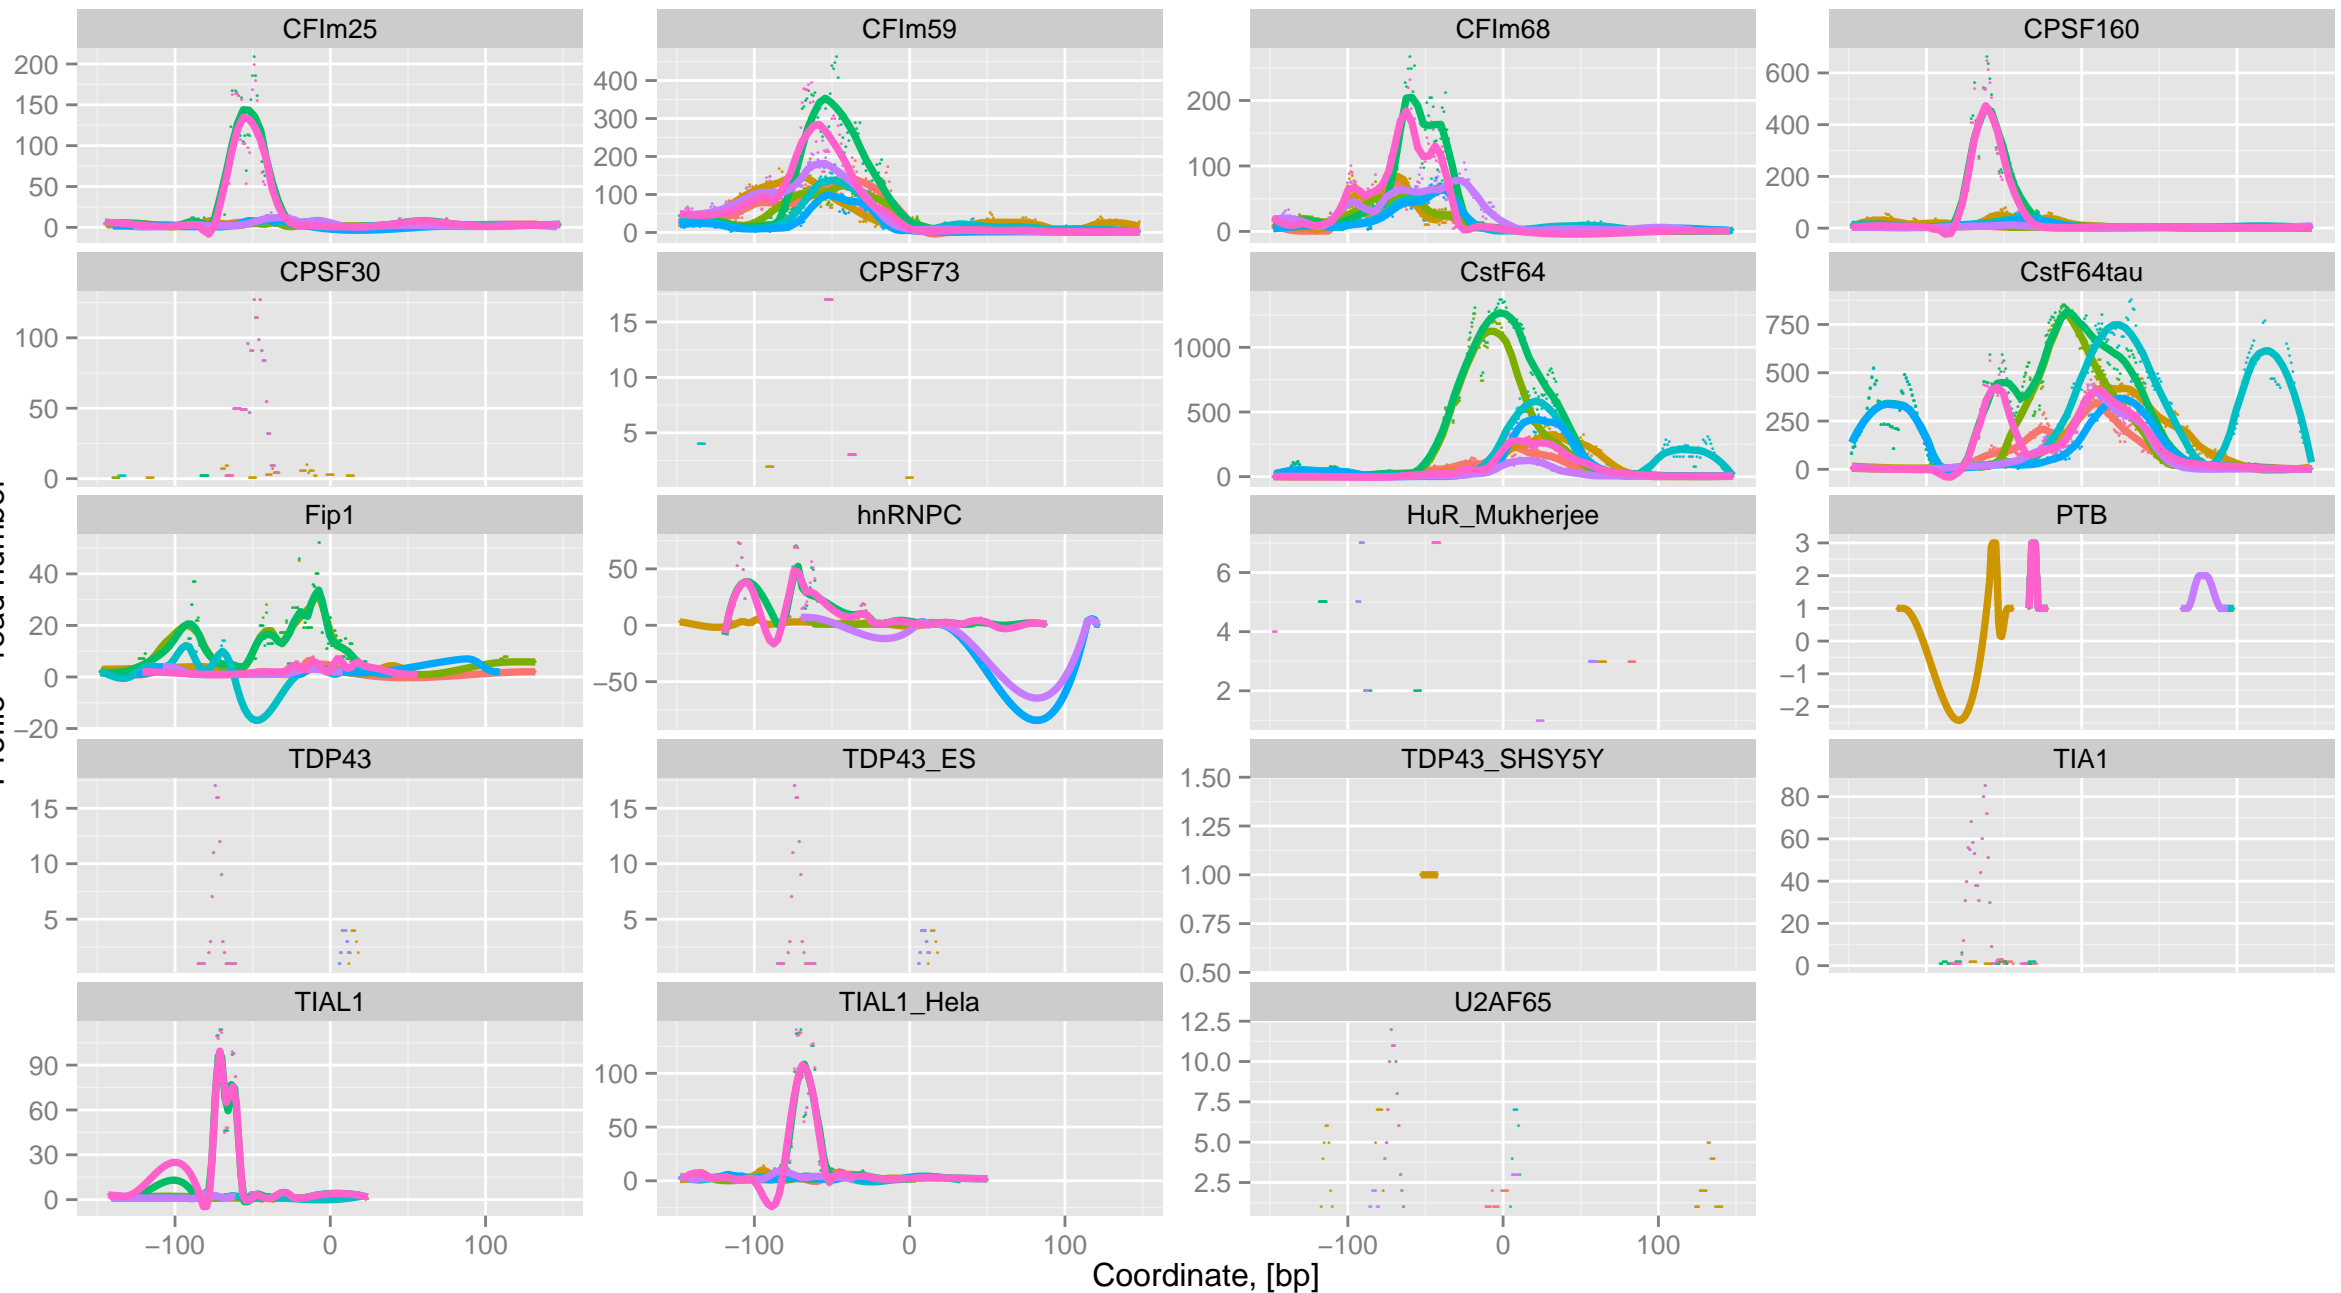 CFIm25 CFIm59 CFIm68 CPSF160
200 150 100 50 0
400 300 200 100 0
200 100 0
600 400 200 0
CPSF30 CPSF73 CstF64 CstF64tau
100 50 0
15 10 5
1000 500 0
750 500 250 0
Fip1 hnRNPC HuR_Mukherjee PTB
40 20 0 −20
50 0 −50
6 4 2
3 2 1 0 −1 −2
TDP43 TDP43_ES TDP43_SHSY5Y TIA1
15 10 5
15 10 5
1.50 1.25 1.00 0.75 0.50
80 60 40 20 0
TIAL1 TIAL1_Hela U2AF65
90 60 30 0
100 50 0
12.5 10.0 7.5 5.0 2.5
−100 0 100 −100 0 100 −100 0 100
Coordinate, [bp]